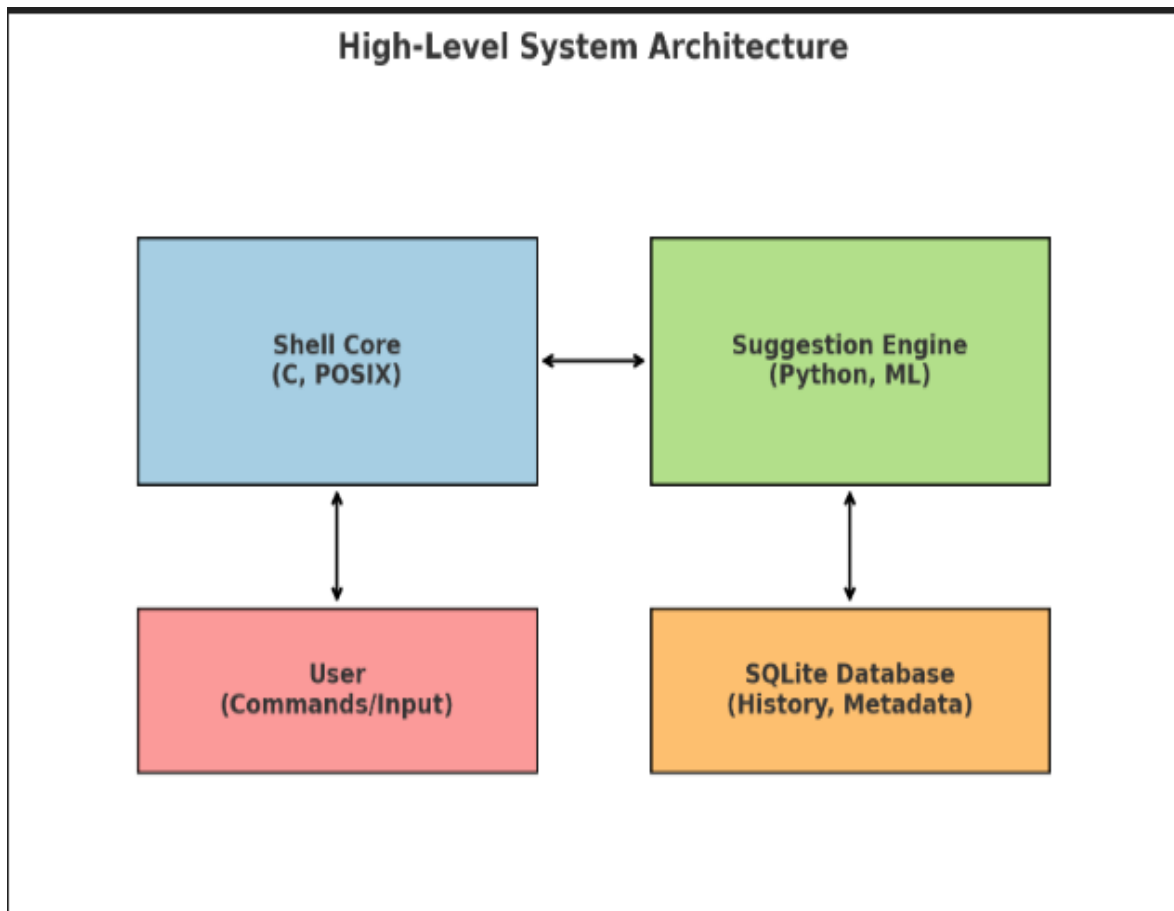 High-Level System Architecture
Shell Core
(C, POSIX)
Suggestion Engine
(Python, ML)
User
(Commands/Input)
SQLite Database
(History, Metadata)